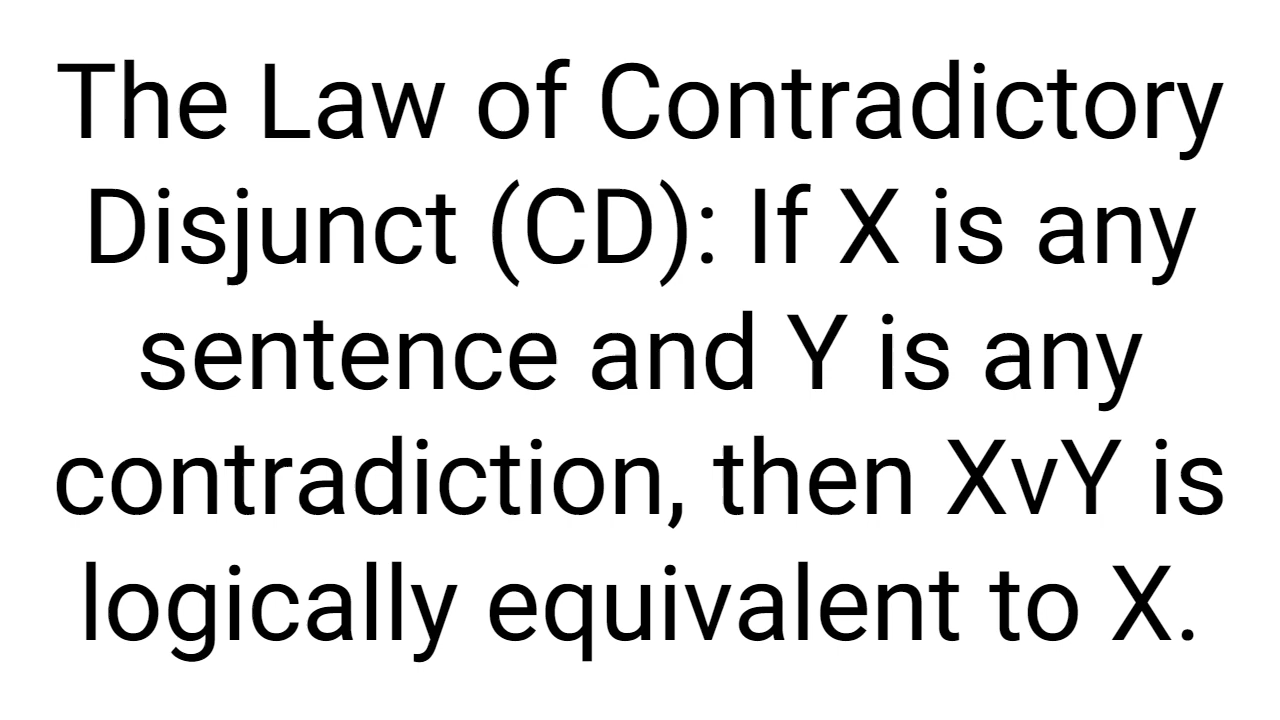 The Law of Contradictory
Disjunct (CD): If X is any
sentence and Y is any
contradiction, then XvY is
logically equivalent to X.